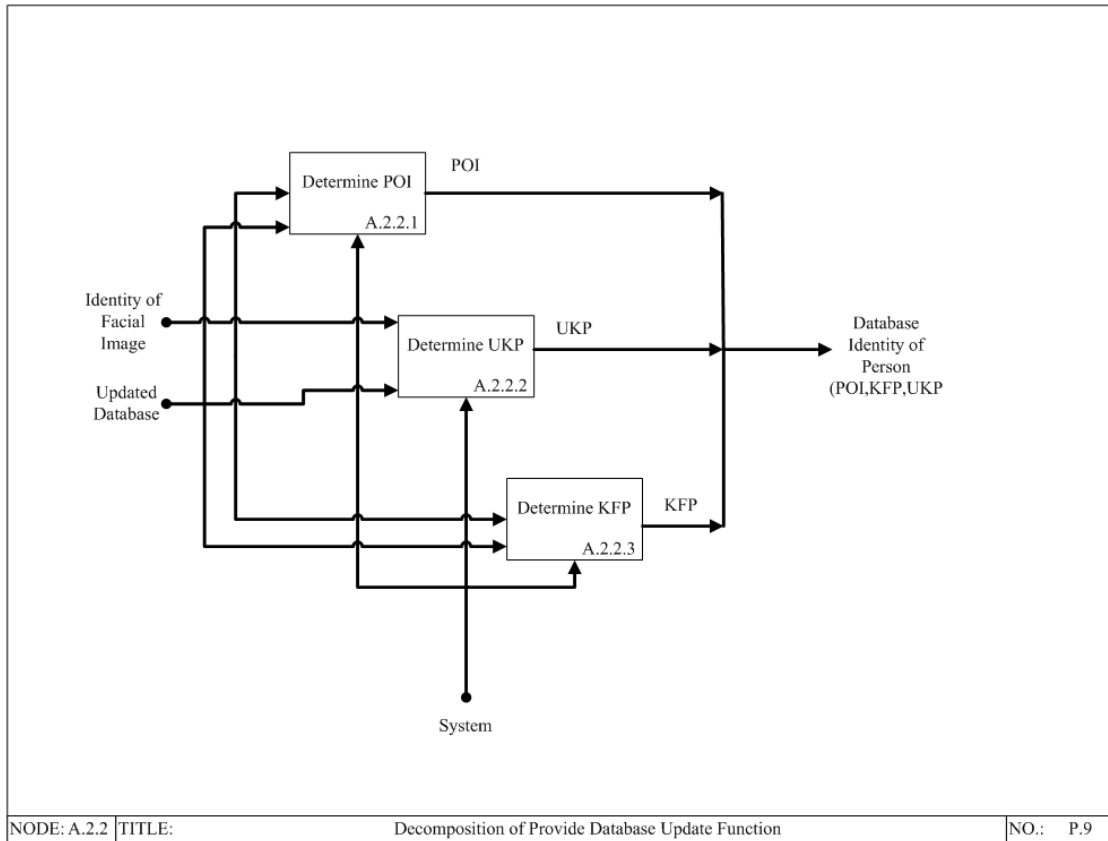 POI
Determine POI
A.2.2.1
Identity of
Facial
Image
UKP
Determine UKP
A.2.2.2
Database
Identity of
Person
(POI,KFP,UKP
Updated
Database
KFP
Determine KFP
A.2.2.3
System
NODE: A.2.2 TITLE: Decomposition of Provide Database Update Function NO.: P.9